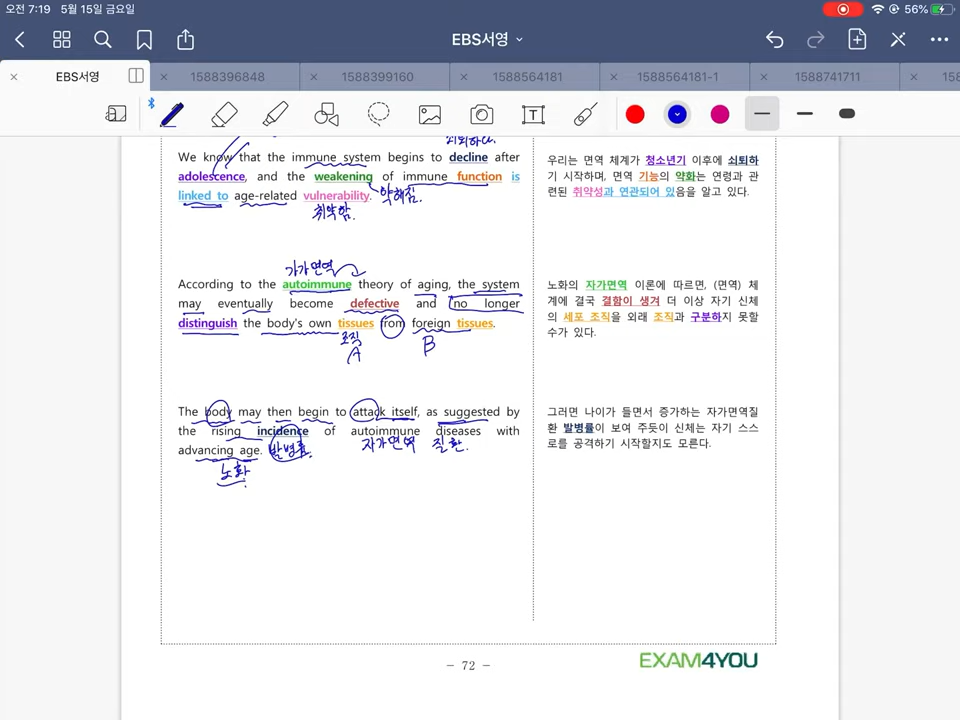 오전 7:19 5월 15일 금요일
56%
EBS서영
EBS서영
1588396848
1588399160
1588564181
1588564181-1
1588741711
쇠퇴하다.
We know that the immune system begins to decline after
adolescence, and the weakening of immune function is
linked to age-related vulnerability. 약해짐.
취약함.
우리는 면역 체계가 청소년기 이후에 쇠퇴하
기 시작하며, 면역 기능의 약화는 연령과 관
련된 취약성과 연관되어 있음을 알고 있다.
가가면역
According to the autoimmune theory of aging, the system
may eventually become defective and no longer
distinguish the body's own tissues from foreign tissues.
조직
A B
노화의 자가면역 이론에 따르면, (면역) 체
계에 결국 결함이 생겨 더 이상 자기 신체
의 세포 조직을 외래 조직과 구분하지 못할
수가 있다.
The body may then begin to attack itself, as suggested by
the rising incidence of autoimmune diseases with
advancing age. 발병률. 자가면역 질환.
노화.
그러면 나이가 들면서 증가하는 자가면역질
환 발병률이 보여 주듯이 신체는 자기 스스
로를 공격하기 시작할지도 모른다.
- 72 -
EXAM4YOU